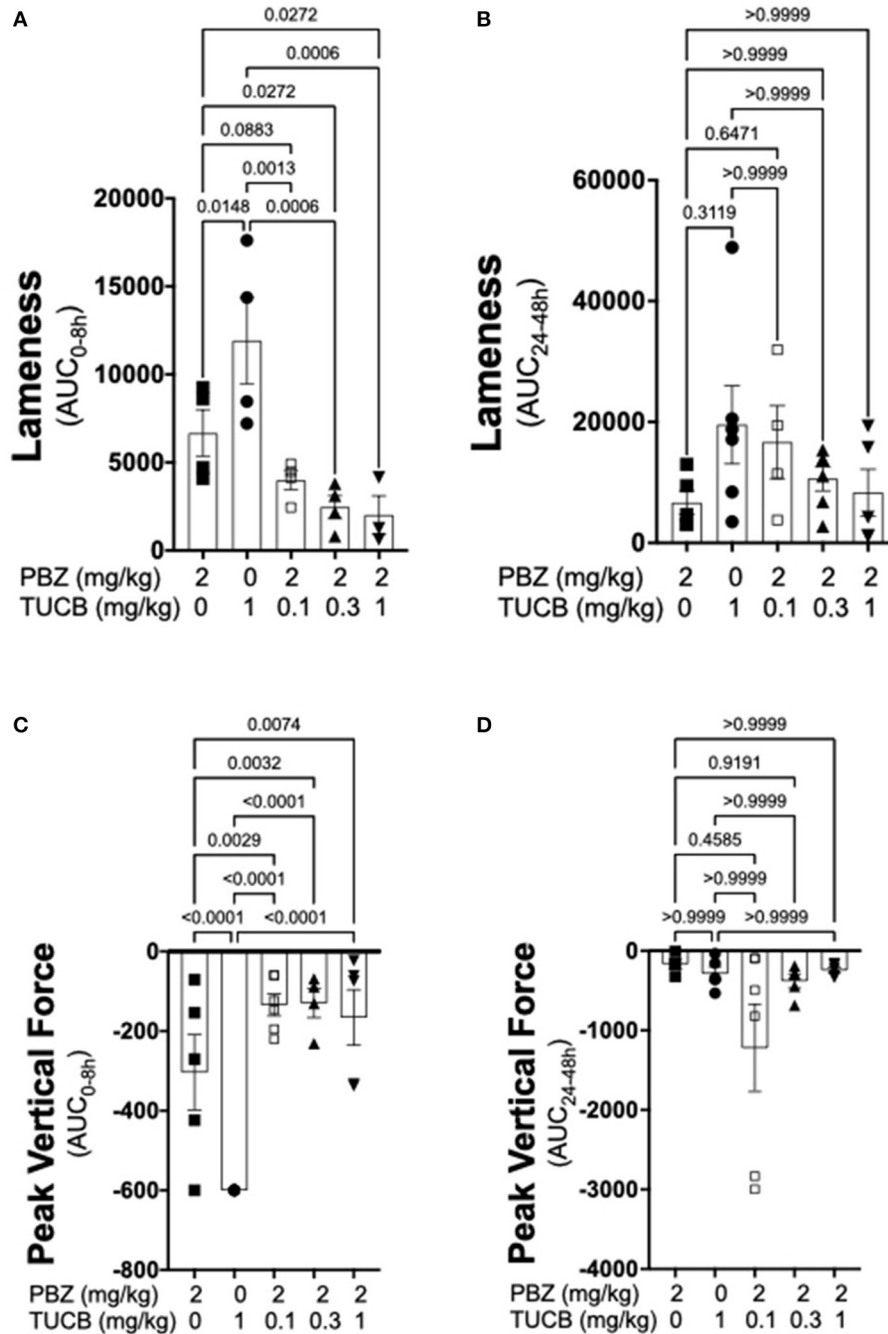 A
0.0272
0.0006
0.0272
0.0883
0.0013
0.0148 0.0006
20000
15000
10000
5000
0
Lameness
(AUC0-8h)
PBZ (mg/kg) 2 0 2 2 2
TUCB (mg/kg) 0 1 0.1 0.3 1
B
>0.9999
>0.9999
>0.9999
0.6471
>0.9999
0.3119
60000
40000
20000
0
Lameness
(AUC24-48h)
PBZ (mg/kg) 2 0 2 2 2
TUCB (mg/kg) 0 1 0.1 0.3 1
C
0.0074
0.0032
<0.0001
0.0029
<0.0001
<0.0001 <0.0001
0
-200
-400
-600
-800
Peak Vertical Force
(AUC0-8h)
PBZ (mg/kg) 2 0 2 2 2
TUCB (mg/kg) 0 1 0.1 0.3 1
D
>0.9999
0.9191
>0.9999
0.4585
>0.9999
>0.9999 >0.9999
0
-1000
-2000
-3000
-4000
Peak Vertical Force
(AUC24-48h)
PBZ (mg/kg) 2 0 2 2 2
TUCB (mg/kg) 0 1 0.1 0.3 1